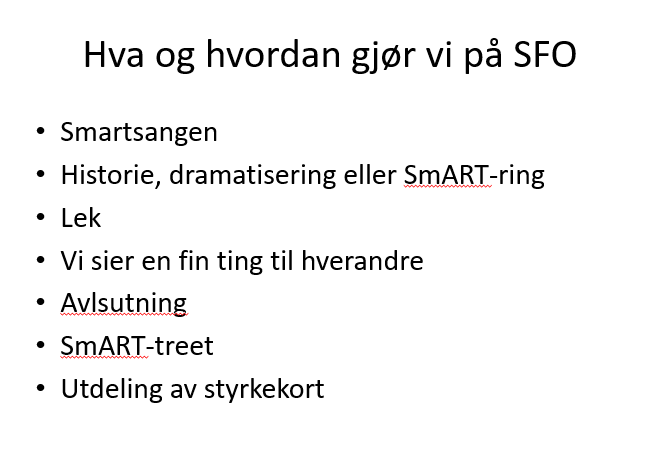 Hva og hvordan gjør vi på SFO
• Smartsangen
• Historie, dramatisering eller SmART-ring
• Lek
• Vi sier en fin ting til hverandre
• Avlsutning
• SmART-treet
• Utdeling av styrkekort